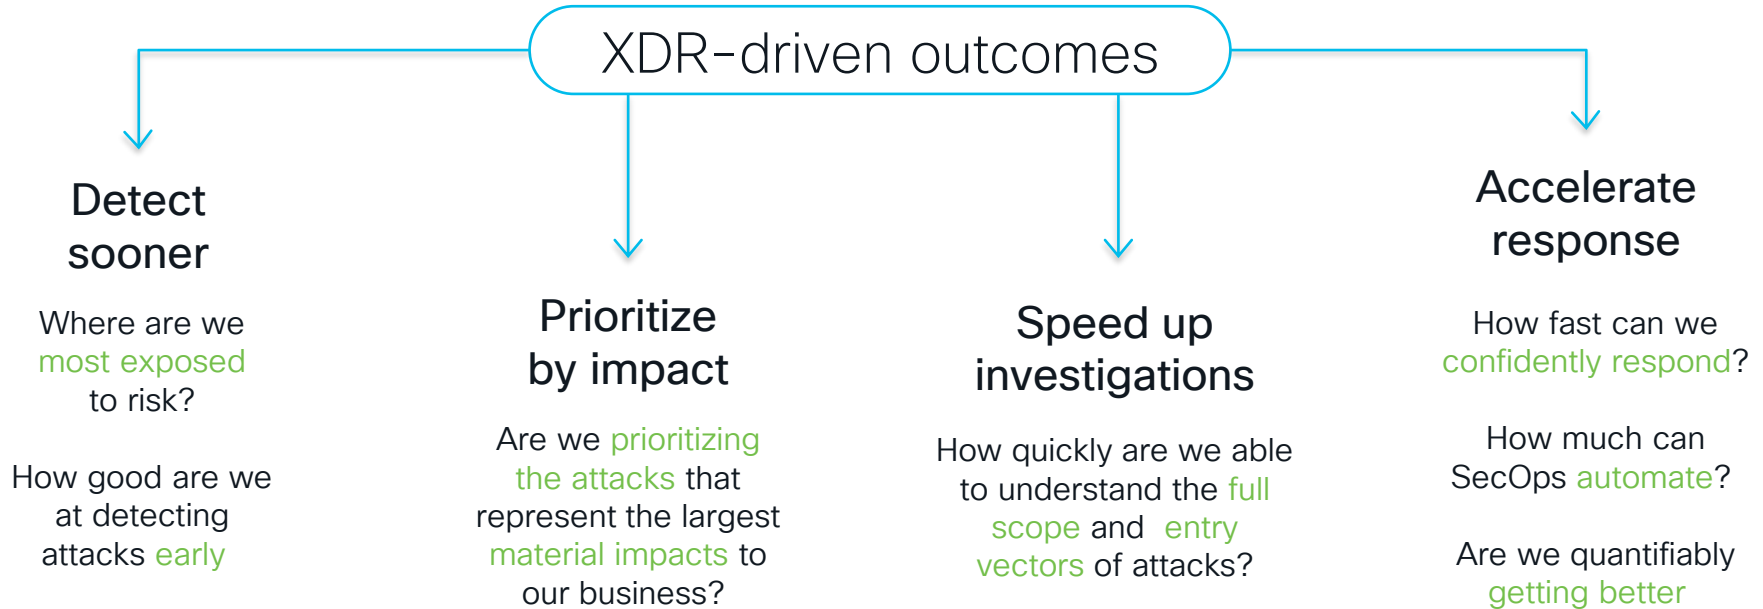 XDR-driven outcomes
Detect
sooner
Where are we
most exposed
to risk?
How good are we
at detecting
attacks early
Prioritize
by impact
Are we prioritizing
the attacks that
represent the largest
material impacts to
our business?
Speed up
investigations
How quickly are we able
to understand the full
scope and entry
vectors of attacks?
Accelerate
response
How fast can we
confidently respond?
How much can
SecOps automate?
Are we quantifiably
getting better